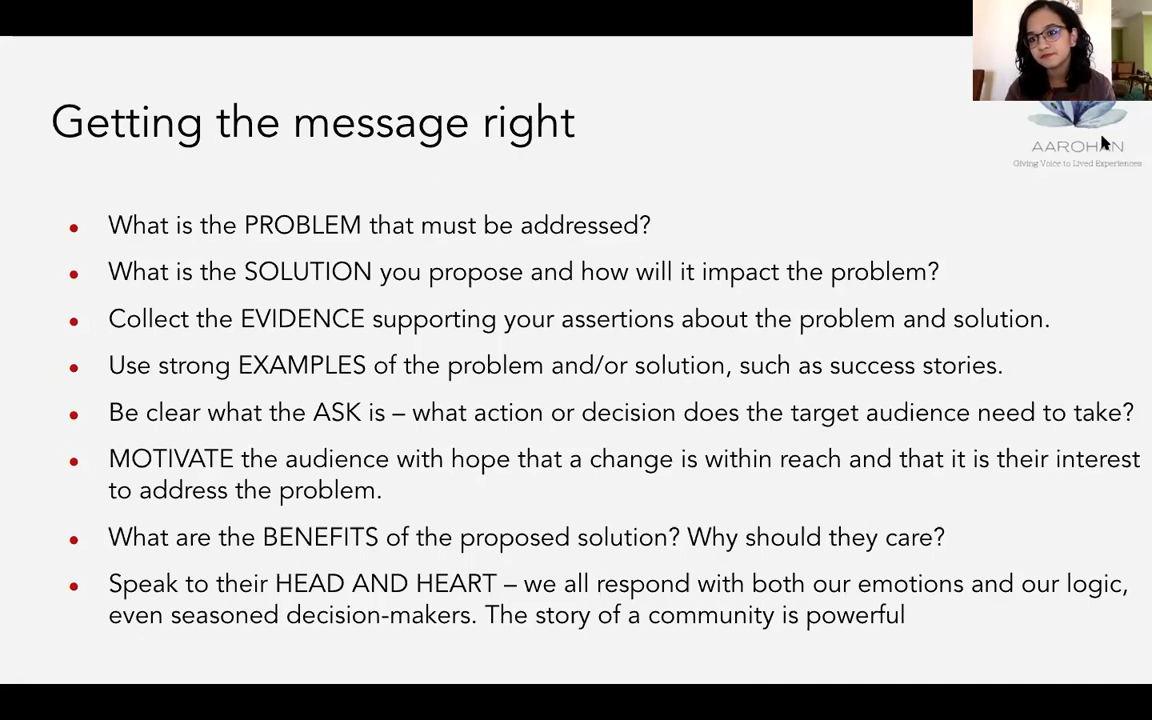 Getting the message right
AAROHAN
Giving Voice to Lived Experiences
• What is the PROBLEM that must be addressed?
• What is the SOLUTION you propose and how will it impact the problem?
• Collect the EVIDENCE supporting your assertions about the problem and solution.
• Use strong EXAMPLES of the problem and/or solution, such as success stories.
• Be clear what the ASK is – what action or decision does the target audience need to take?
• MOTIVATE the audience with hope that a change is within reach and that it is their interest
to address the problem.
• What are the BENEFITS of the proposed solution? Why should they care?
• Speak to their HEAD AND HEART – we all respond with both our emotions and our logic,
even seasoned decision-makers. The story of a community is powerful